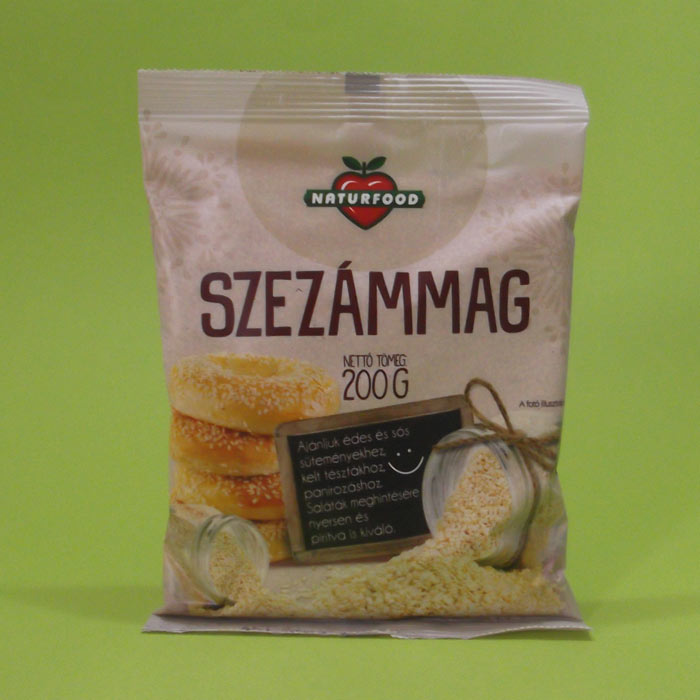 NATURFOOD
SZEZÁMMAG
NETTÓ TÖMEG
200 G
A fotó illusztráció
Ajánljuk édes és sós
süteményekhez,
kelt tésztákhoz,
panírozáshoz.
Saláták meghintésére
nyersen és
pirítva is kiváló.